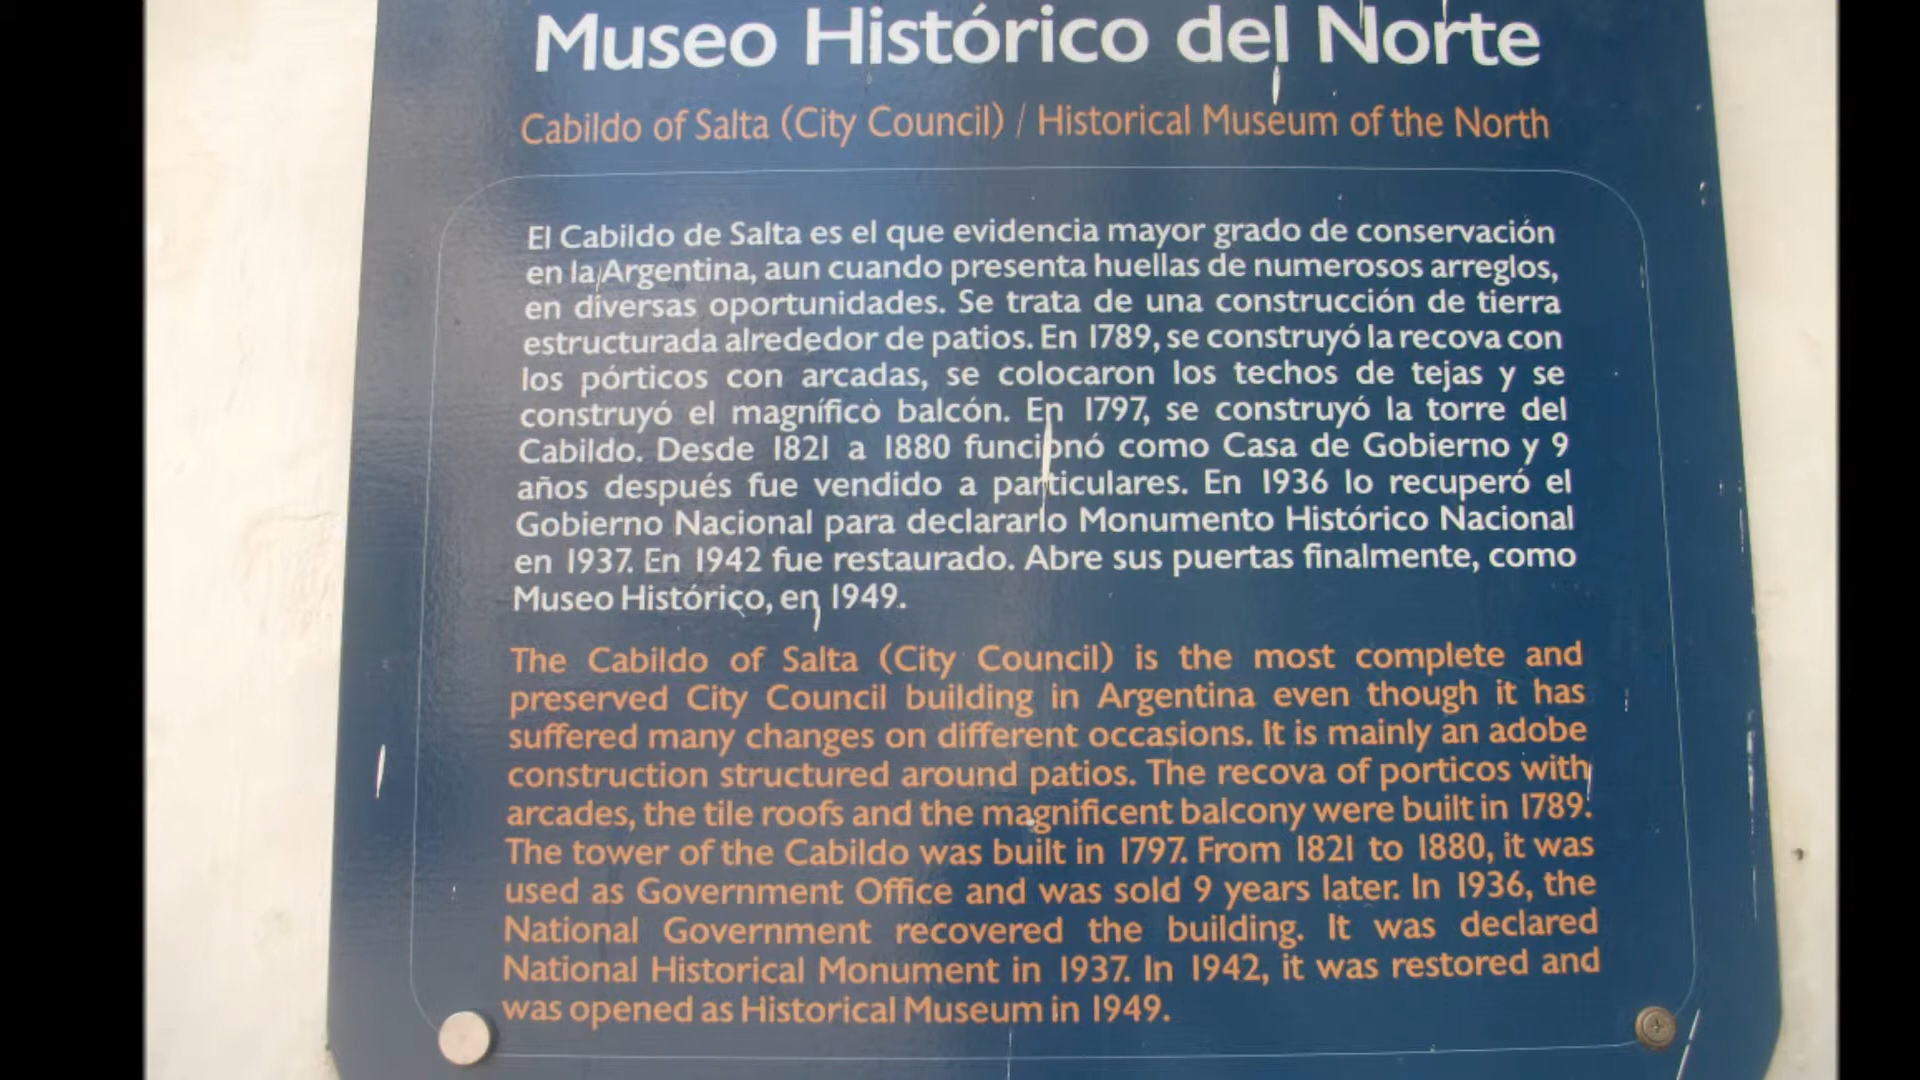 Museo Histórico del Norte
Cabildo of Salta (City Council) / Historical Museum of the North
El Cabildo de Salta es el que evidencia mayor grado de conservación
en la Argentina, aun cuando presenta huellas de numerosos arreglos,
en diversas oportunidades. Se trata de una construcción de tierra
estructurada alrededor de patios. En 1789, se construyó la recova con
los pórticos con arcadas, se colocaron los techos de tejas y se
construyó el magnífico balcón. En 1797, se construyó la torre del
Cabildo. Desde 1821 a 1880 funcionó como Casa de Gobierno y 9
años después fue vendido a particulares. En 1936 lo recuperó el
Gobierno Nacional para declararlo Monumento Histórico Nacional
en 1937. En 1942 fue restaurado. Abre sus puertas finalmente, como
Museo Histórico, en 1949.
The Cabildo of Salta (City Council) is the most complete and
preserved City Council building in Argentina even though it has
suffered many changes on different occasions. It is mainly an adobe
construction structured around patios. The recova of porticos with
arcades, the tile roofs and the magnificent balcony were built in 1789.
The tower of the Cabildo was built in 1797. From 1821 to 1880, it was
used as Government Office and was sold 9 years later. In 1936, the
National Government recovered the building. It was declared
National Historical Monument in 1937. In 1942, it was restored and
was opened as Historical Museum in 1949.